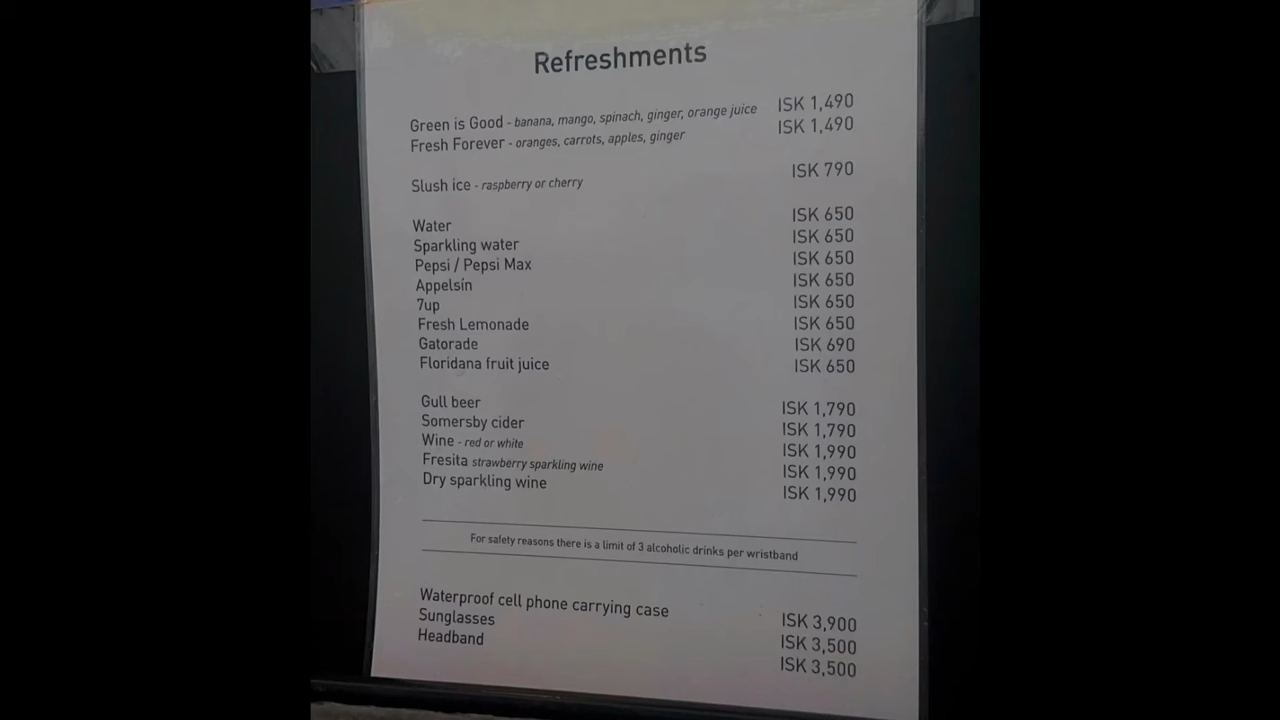 Refreshments
Green is Good - banana, mango, spinach, ginger, orange juice ISK 1,490
Fresh Forever - oranges, carrots, apples, ginger ISK 1,490
Slush ice - raspberry or cherry ISK 790
Water ISK 650
Sparkling water ISK 650
Pepsi / Pepsi Max ISK 650
Appelsín ISK 650
7up ISK 650
Fresh Lemonade ISK 650
Gatorade ISK 690
Floridana fruit juice ISK 650
Gull beer ISK 1,790
Somersby cider ISK 1,790
Wine - red or white ISK 1,990
Fresita strawberry sparkling wine ISK 1,990
Dry sparkling wine ISK 1,990
For safety reasons there is a limit of 3 alcoholic drinks per wristband
Waterproof cell phone carrying case ISK 3,900
Sunglasses ISK 3,500
Headband ISK 3,500